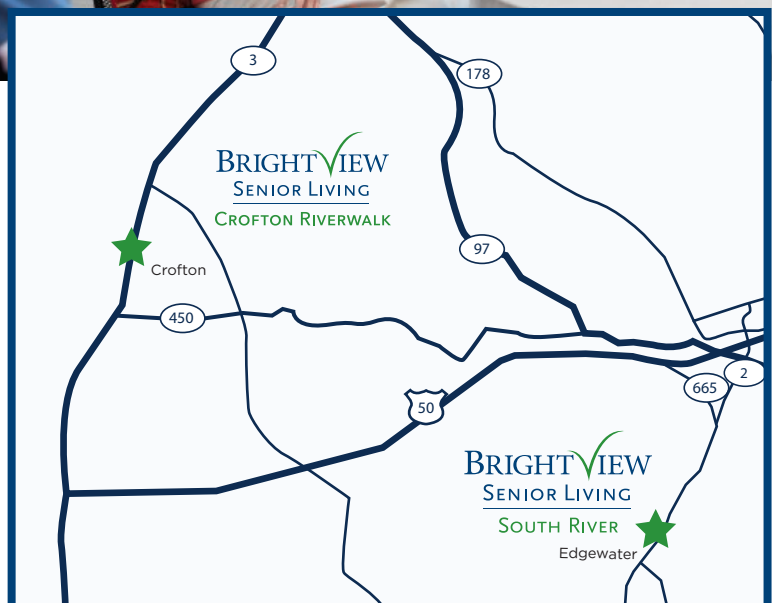 3
178
BRIGHTVIEW
SENIOR LIVING
CROFTON RIVERWALK
97
Crofton
450
2
665
50
BRIGHTVIEW
SENIOR LIVING
SOUTH RIVER
Edgewater